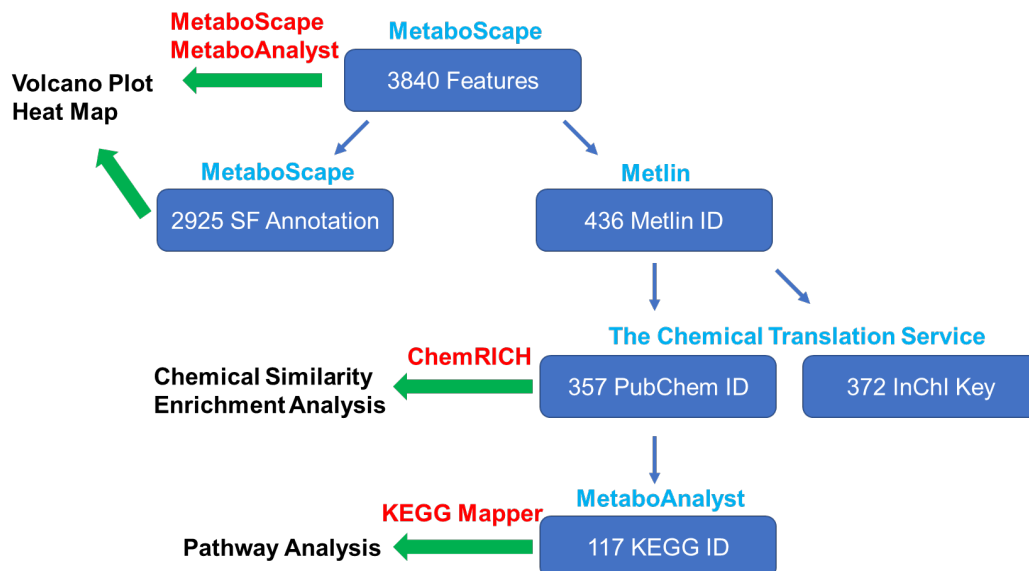 MetaboScape
MetaboAnalyst
MetaboScape
3840 Features
Volcano Plot
Heat Map
MetaboScape
2925 SF Annotation
Metlin
436 Metlin ID
The Chemical Translation Service
ChemRICH
357 PubChem ID
372 InChI Key
Chemical Similarity
Enrichment Analysis
MetaboAnalyst
KEGG Mapper
117 KEGG ID
Pathway Analysis